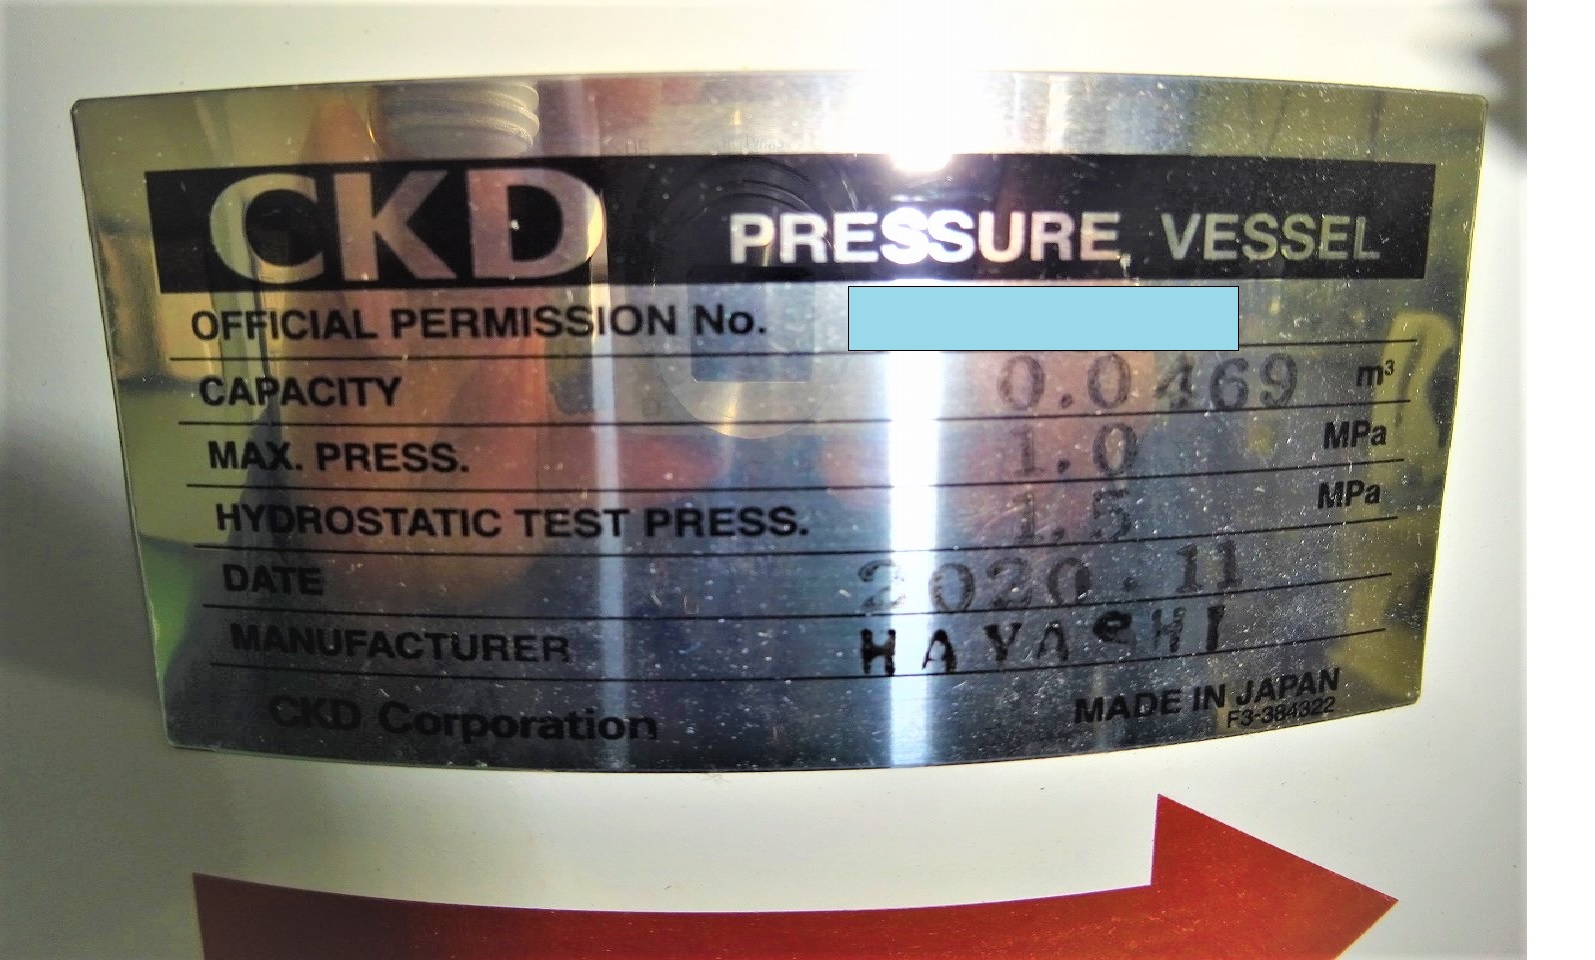 CKD PRESSURE VESSEL
OFFICIAL PERMISSION No.
CAPACITY 0.0469 m³
MAX. PRESS. 1.0 MPa
HYDROSTATIC TEST PRESS. 1.5 MPa
DATE 2020.11
MANUFACTURER HAYASHI
CKD Corporation MADE IN JAPAN
F3-384322